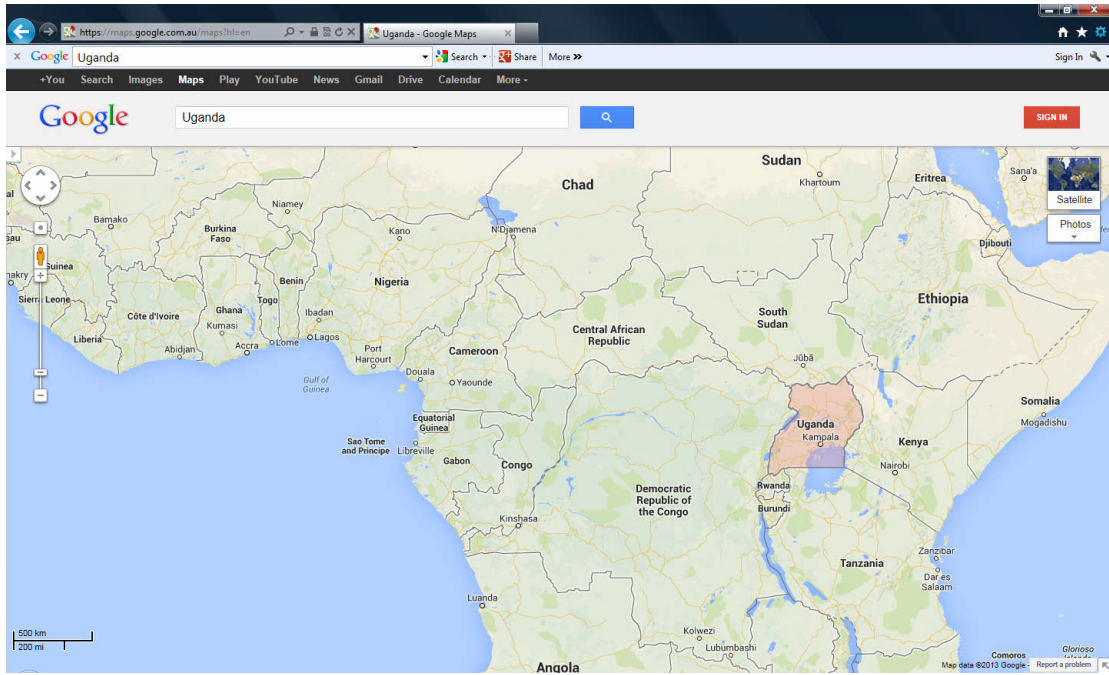 https://maps.google.com.au/maps?hl=en
Uganda - Google Maps
Google Uganda Search Share More » Sign In
+You Search Images Maps Play YouTube News Gmail Drive Calendar More
Google Uganda SIGN IN
Sudan
Khartoum
Eritrea
Sana'a
Chad
Satellite
Niamey
Bamako
Burkina
Faso
Kano
N'Djamena
Photos
Djibouti
Guinea
Benin
Nigeria
Sierra Leone
Togo
Ghana
Côte d'Ivoire
Ibadan
Ethiopia
South
Sudan
Kumasi
Liberia
Abidjan
Accra
Lome
Lagos
Central African
Republic
Port
Harcourt
Cameroon
Jūbā
Douala
Yaounde
Gulf of
Guinea
Somalia
Mogadishu
Equatorial
Guinea
Uganda
Kampala
Kenya
Sao Tome
and Principe
Libreville
Gabon
Congo
Nairobi
Democratic
Republic of
the Congo
Rwanda
Burundi
Kinshasa
Zanzibar
Tanzania
Dar es
Salaam
Luanda
500 km
200 mi
Kolwezi
Lubumbashi
Angola
Comoros
Glorioso
Map data ©2013 Google -
Report a problem